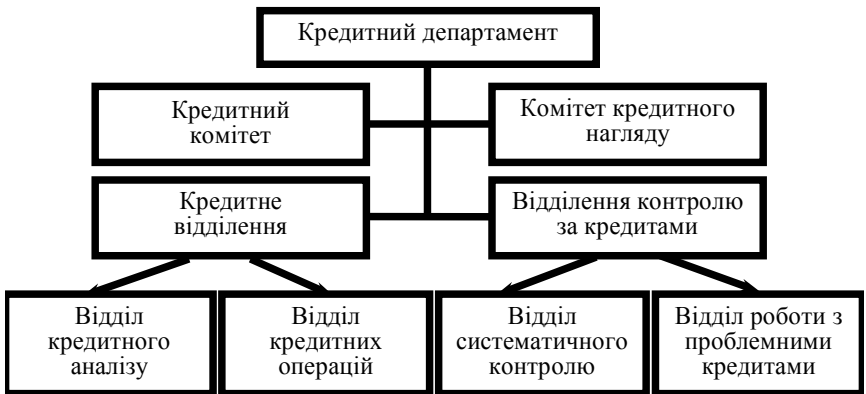 Кредитний департамент
Кредитний
комітет
Комітет кредитного
нагляду
Кредитне
відділення
Відділення контролю
за кредитами
Відділ
кредитного
аналізу
Відділ
кредитних
операцій
Відділ
систематичного
контролю
Відділ роботи з
проблемними
кредитами